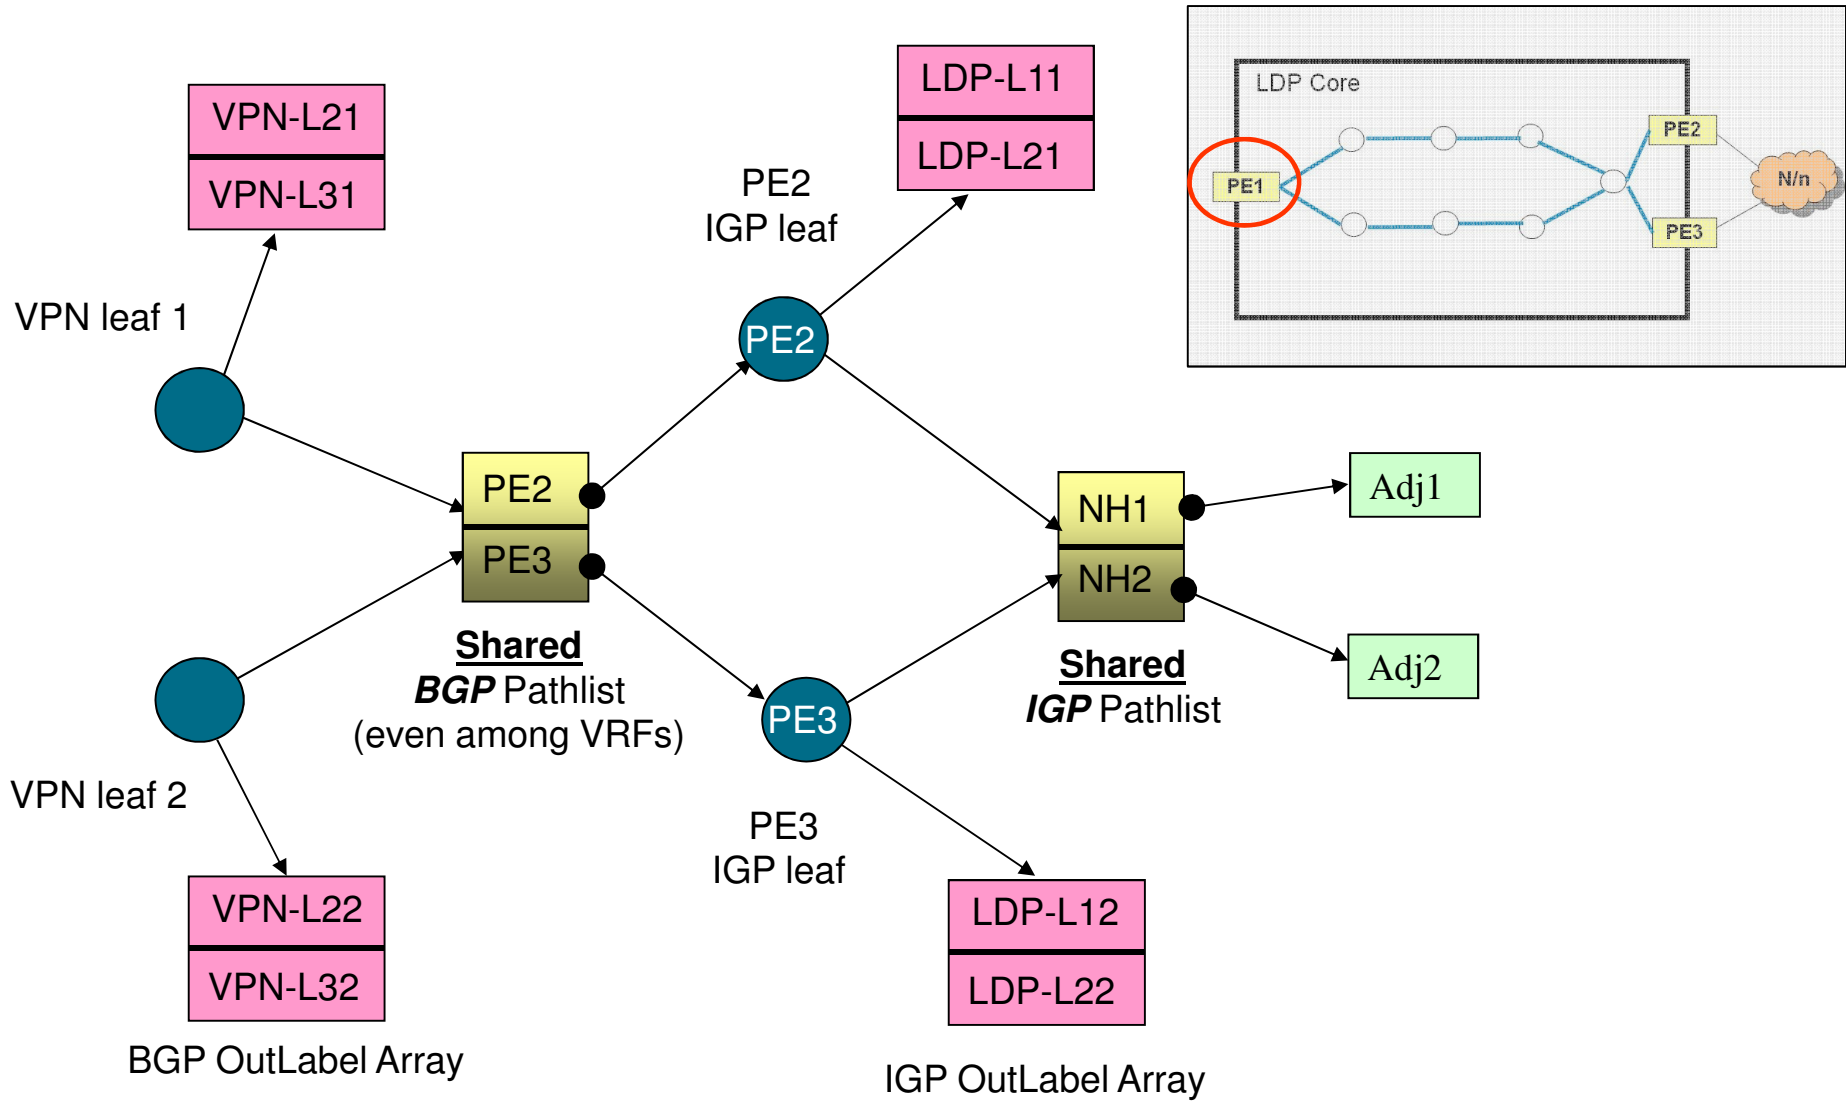 LDP-L11
LDP-L21
VPN-L21
VPN-L31
LDP Core
PE1
PE2
PE3
N/n
PE2
IGP leaf
VPN leaf 1
PE2
PE2
PE3
NH1
NH2
Adj1
Adj2
Shared
BGP Pathlist
(even among VRFs)
Shared
IGP Pathlist
PE3
VPN leaf 2
PE3
IGP leaf
VPN-L22
VPN-L32
LDP-L12
LDP-L22
BGP OutLabel Array
IGP OutLabel Array